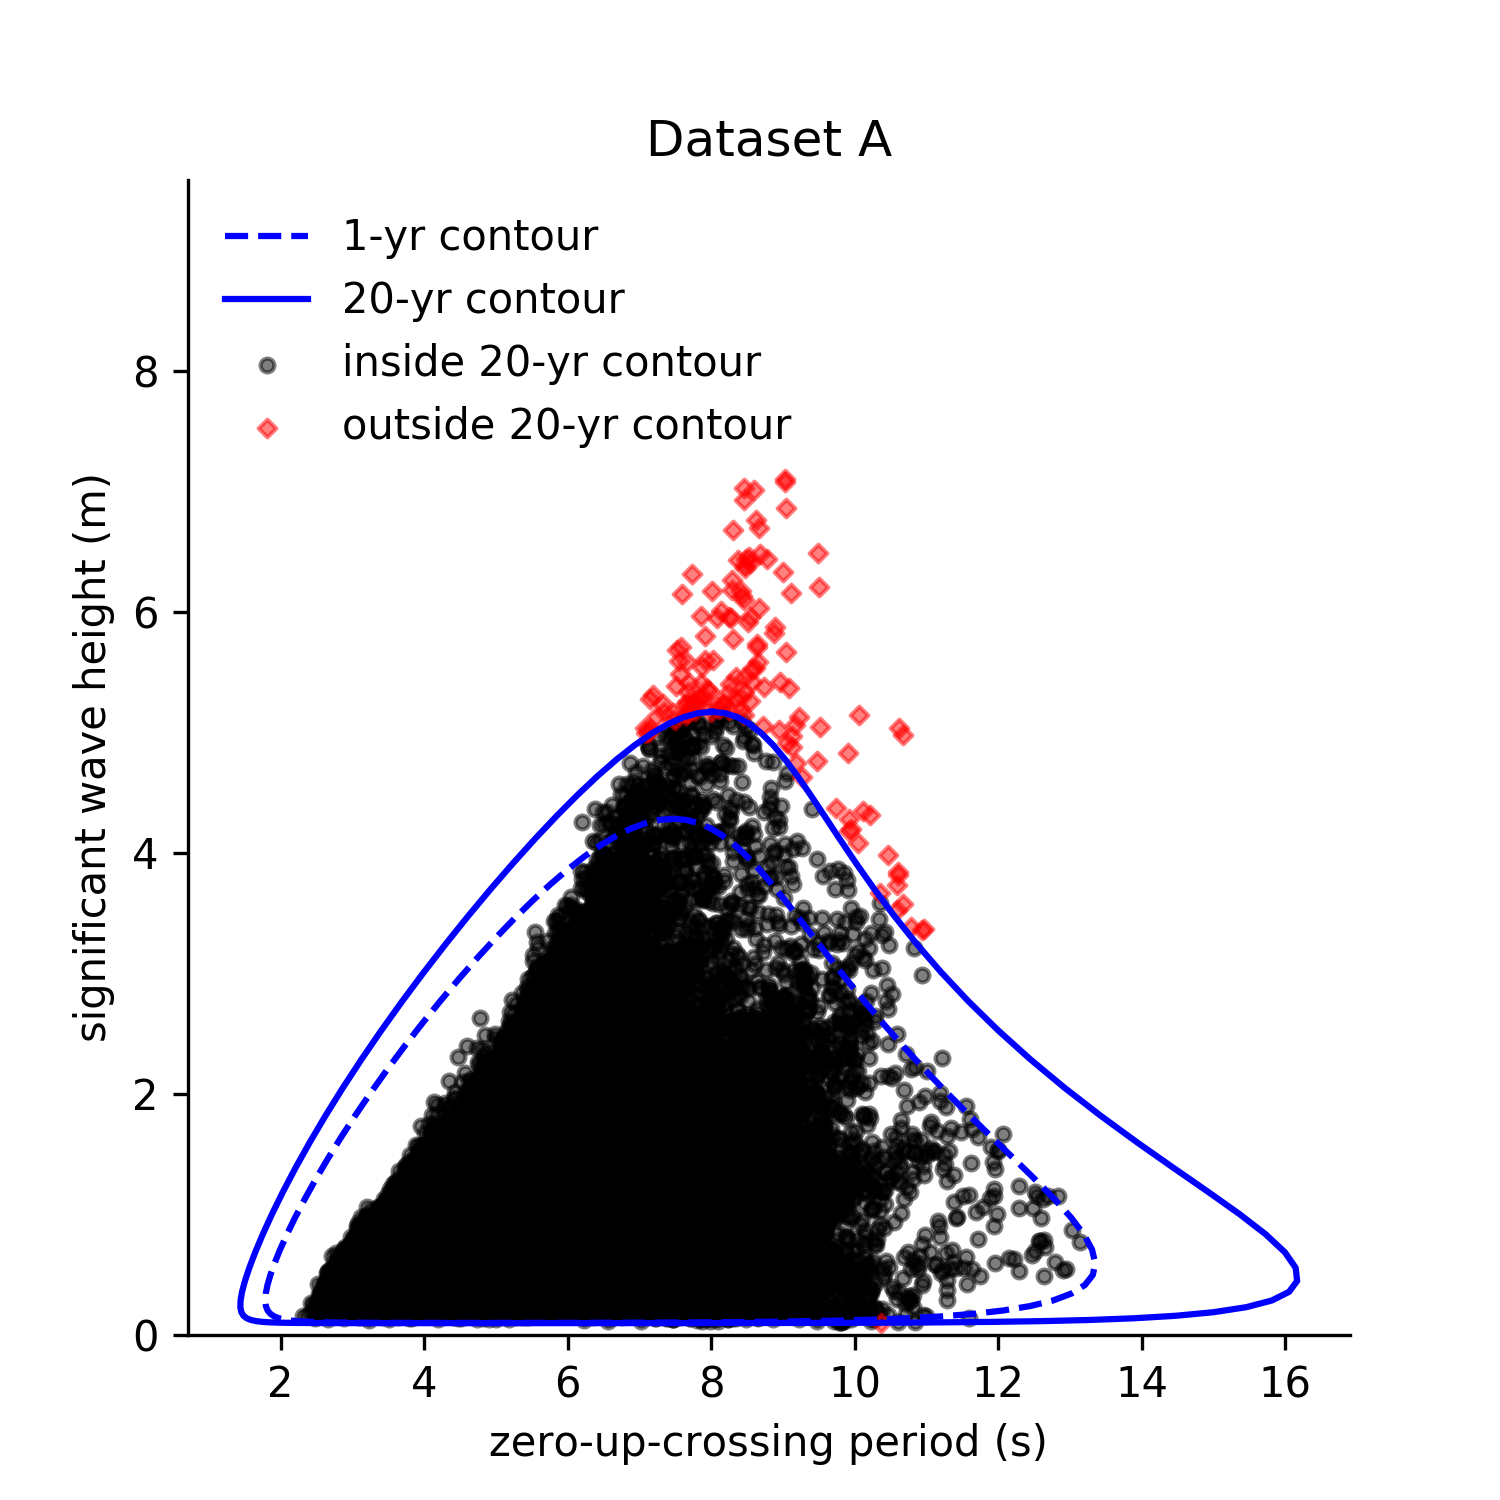 Dataset A
1-yr contour
20-yr contour
inside 20-yr contour
outside 20-yr contour
significant wave height (m)
8
6
4
2
0
2 4 6 8 10 12 14 16
zero-up-crossing period (s)